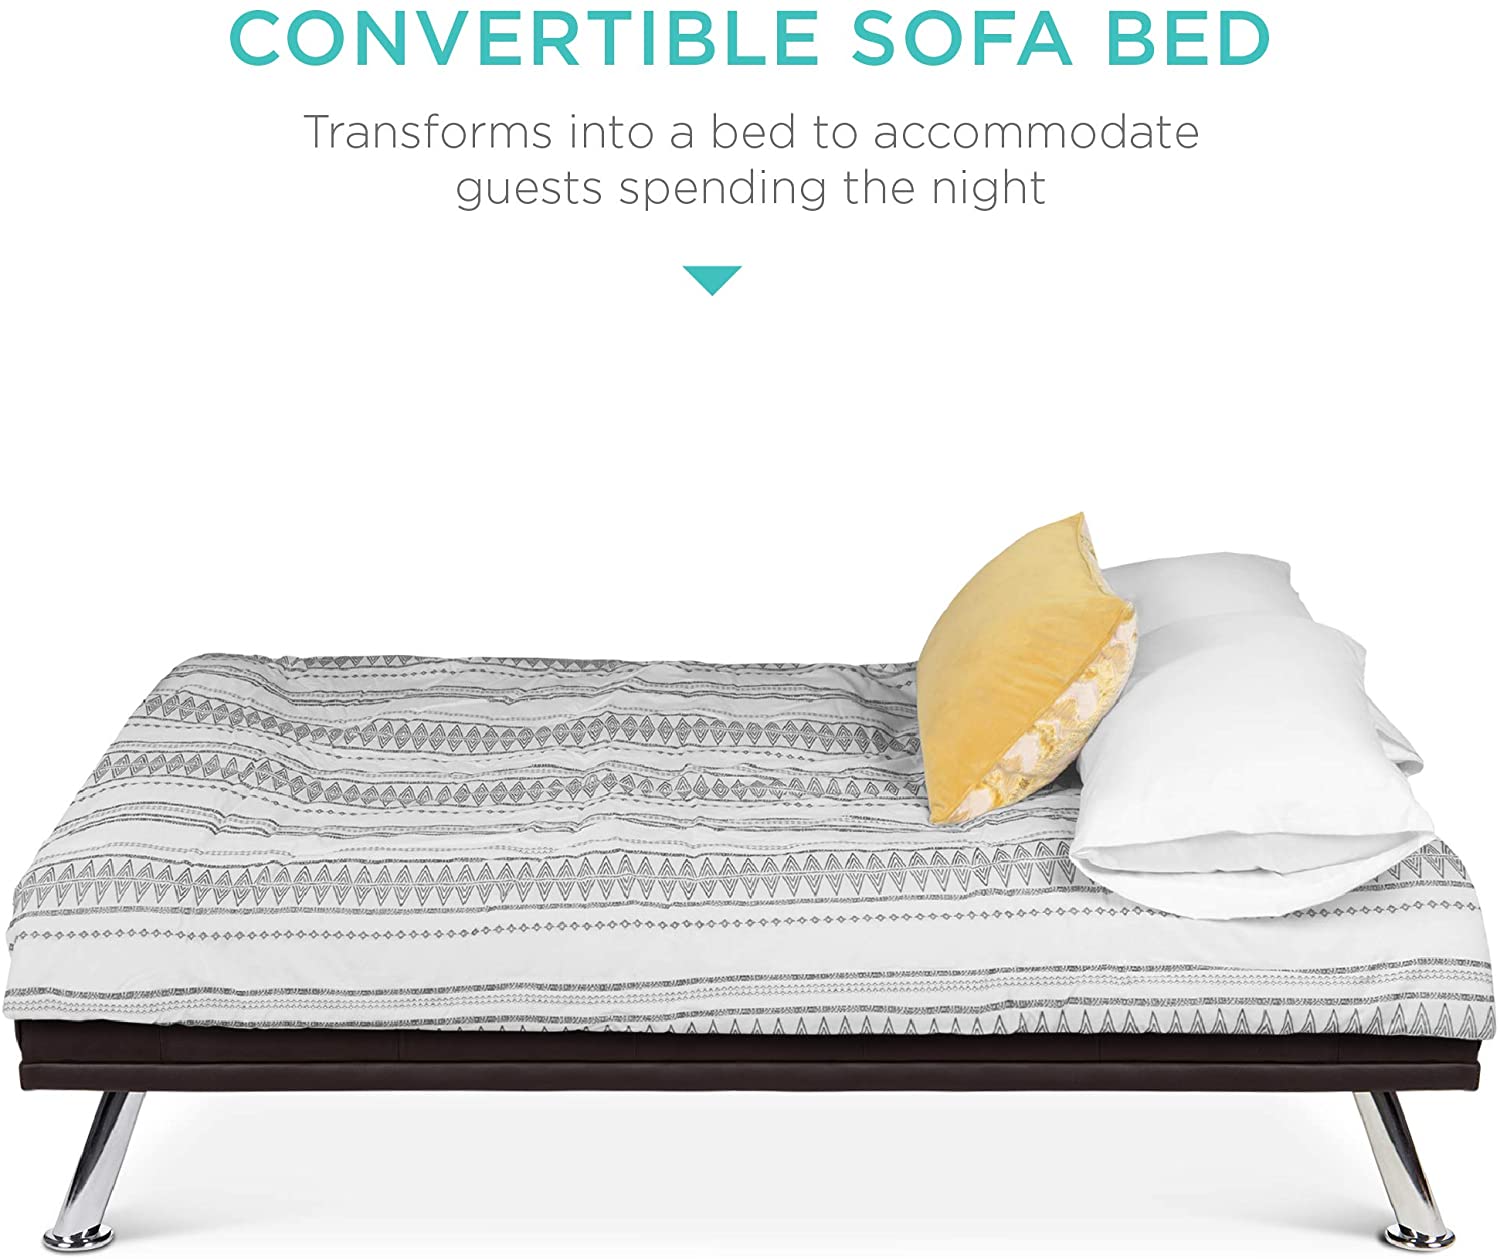 CONVERTIBLE SOFA BED
Transforms into a bed to accommodate
guests spending the night